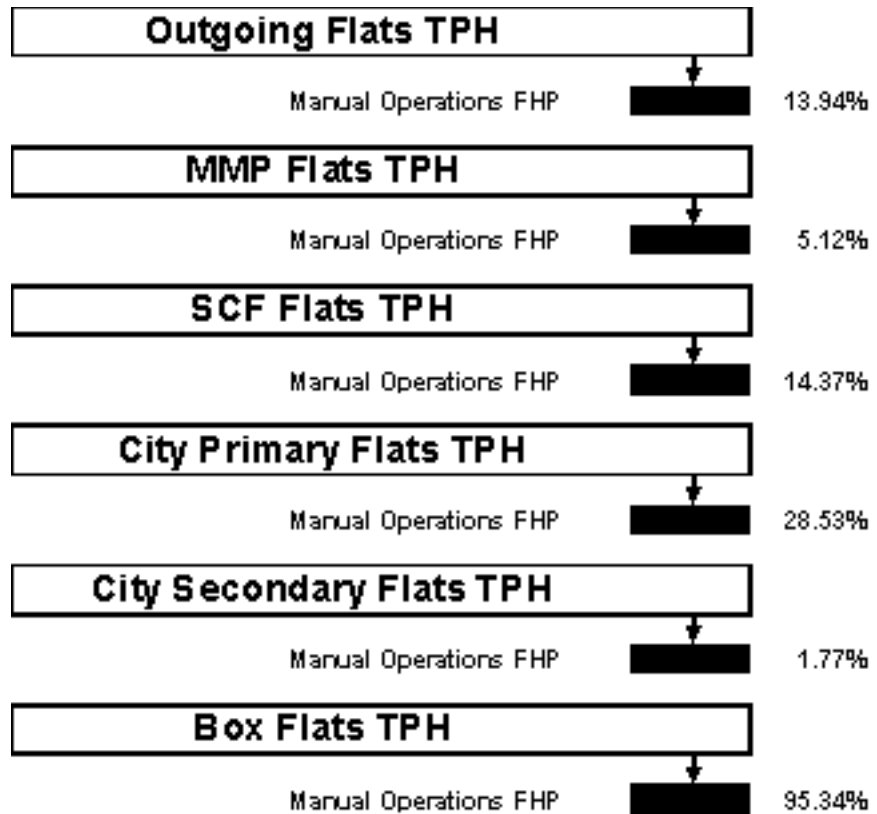 Outgoing Flats TPH
Manual Operations FHP 13.94%
MMP Flats TPH
Manual Operations FHP 5.12%
SCF Flats TPH
Manual Operations FHP 14.37%
City Primary Flats TPH
Manual Operations FHP 28.53%
City Secondary Flats TPH
Manual Operations FHP 1.77%
Box Flats TPH
Manual Operations FHP 95.34%